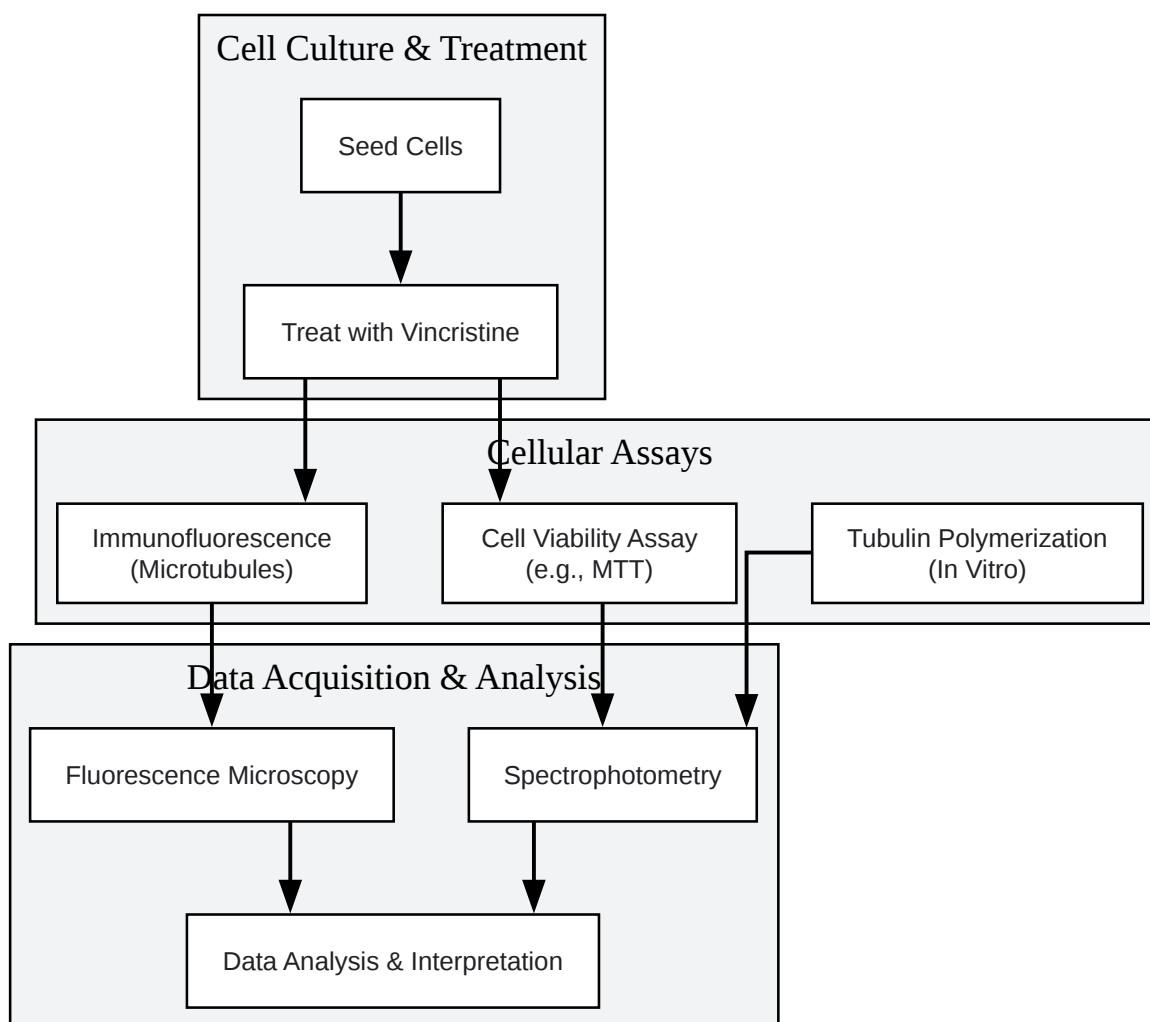 Cell Culture & Treatment
Seed Cells
Treat with Vincristine
Cellular Assays
Immunofluorescence
(Microtubules)
Cell Viability Assay
(e.g., MTT)
Tubulin Polymerization
(In Vitro)
Data Acquisition & Analysis
Fluorescence Microscopy
Spectrophotometry
Data Analysis & Interpretation